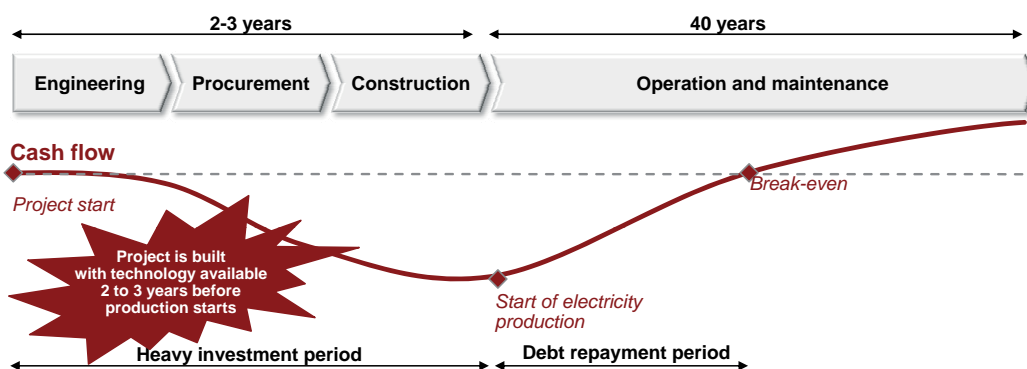 2-3 years
40 years
Engineering
Procurement
Construction
Operation and maintenance
Cash flow
Project start
Break-even
Project is built
with technology available
2 to 3 years before
production starts
Start of electricity
production
Heavy investment period
Debt repayment period